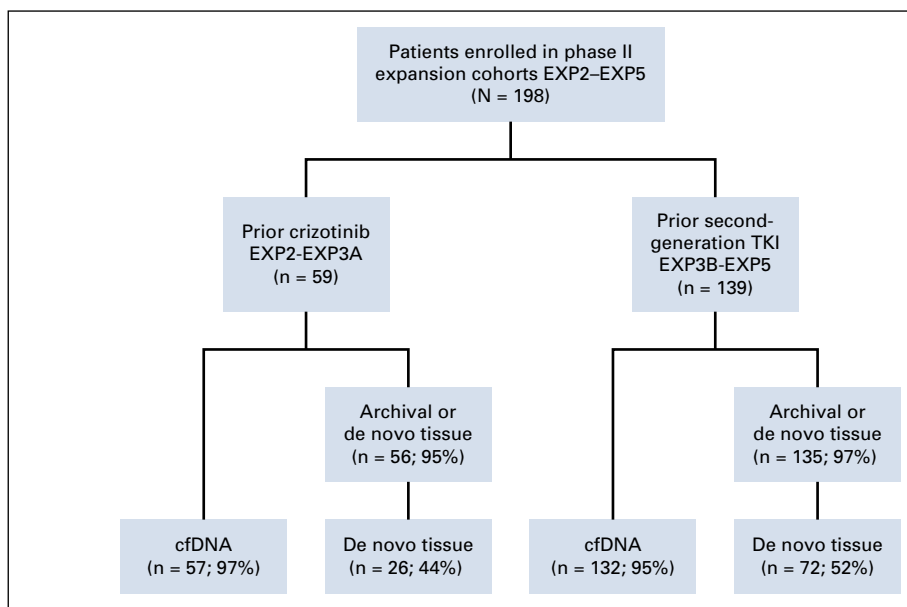 Patients enrolled in phase II
expansion cohorts EXP2–EXP5
(N = 198)
Prior crizotinib
EXP2-EXP3A
(n = 59)
Prior second-
generation TKI
EXP3B-EXP5
(n = 139)
Archival or
de novo tissue
(n = 56; 95%)
Archival or
de novo tissue
(n = 135; 97%)
cfDNA
(n = 57; 97%)
De novo tissue
(n = 26; 44%)
cfDNA
(n = 132; 95%)
De novo tissue
(n = 72; 52%)